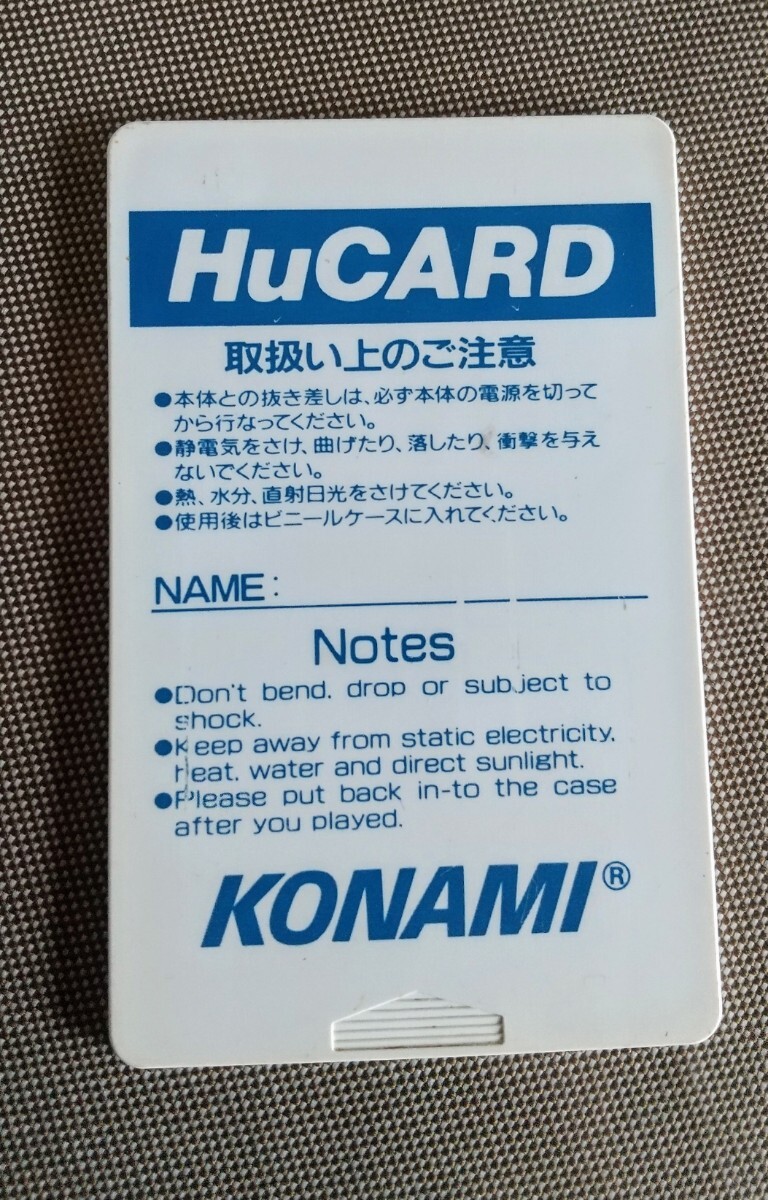 HuCARD
取扱い上のご注意
●本体との抜き差しは、必ず本体の電源を切って
から行なってください。
●静電気をさけ、曲げたり、落したり、衝撃を与え
ないでください。
●熱、水分、直射日光をさけてください。
●使用後はビニールケースに入れてください。
NAME:
Notes
●Don't bend. drop or subject to
shock.
●Keep away from static electricity.
heat. water and direct sunlight.
●Please put back in-to the case
after you played.
KONAMI®